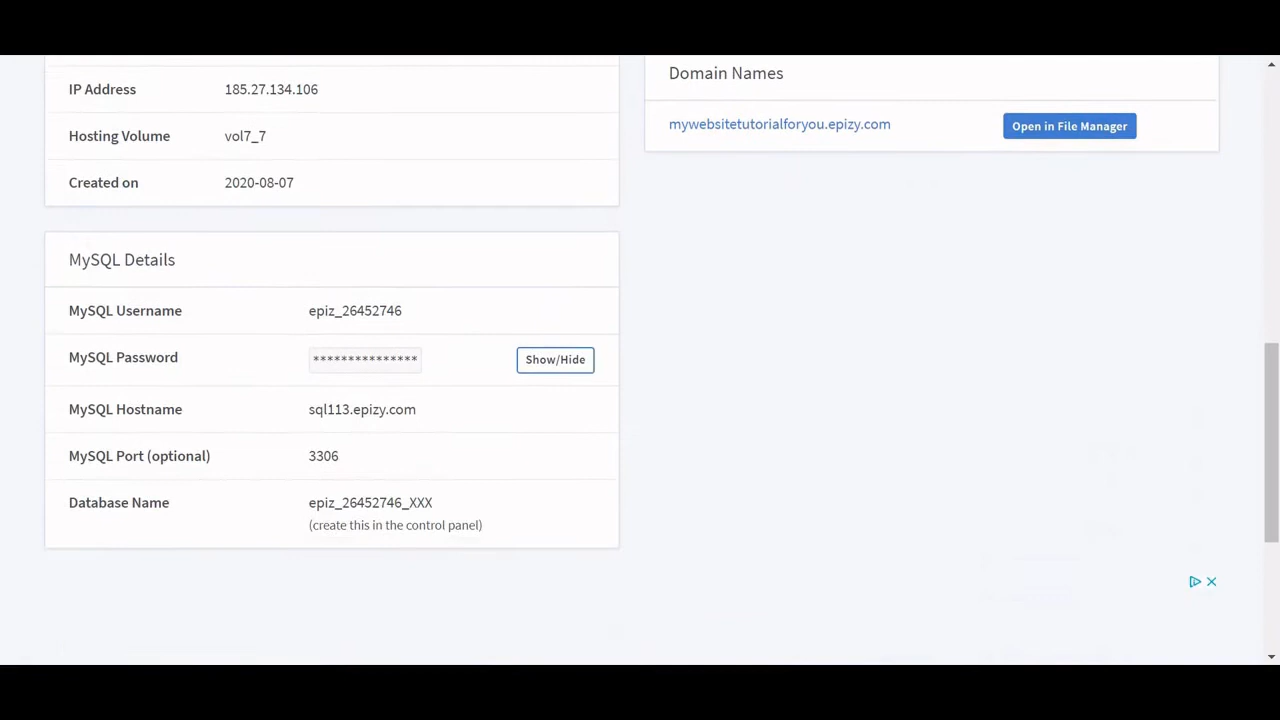 IP Address 185.27.134.106
Hosting Volume vol7_7
Created on 2020-08-07
Domain Names
mywebsitetutorialforyou.epizy.com Open in File Manager
MySQL Details
MySQL Username epiz_26452746
MySQL Password *************** Show/Hide
MySQL Hostname sql113.epizy.com
MySQL Port (optional) 3306
Database Name epiz_26452746_XXX
(create this in the control panel)